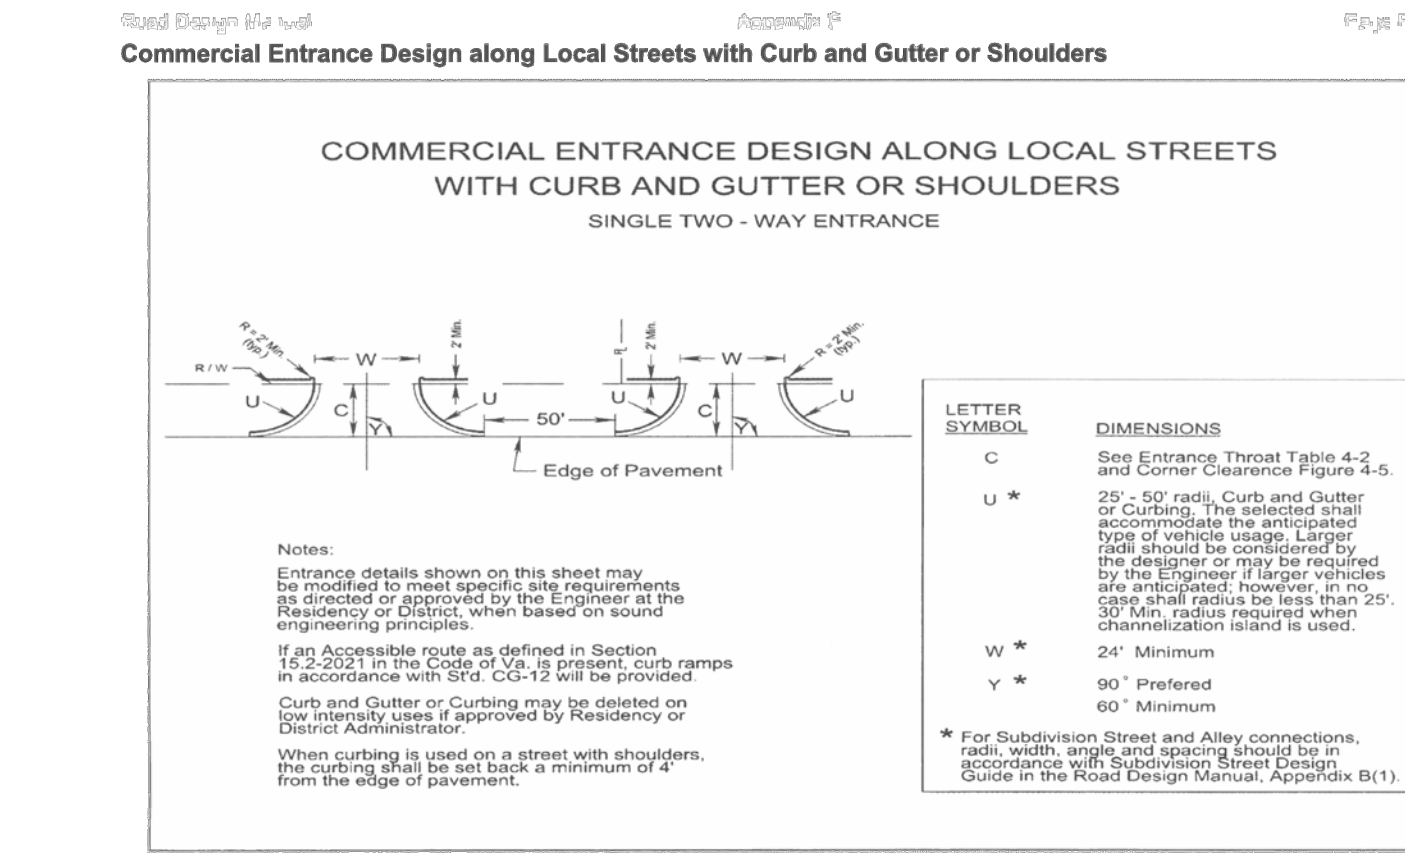 Road Design Manual
Appendix F
Commercial Entrance Design along Local Streets with Curb and Gutter or Shoulders
COMMERCIAL ENTRANCE DESIGN ALONG LOCAL STREETS
WITH CURB AND GUTTER OR SHOULDERS
SINGLE TWO - WAY ENTRANCE
R = 2' Min.
(typ.)
R / W
W
2' Min.
PL
2' Min.
W
R = 2' Min.
(typ.)
U
C
Y
U
50'
U
C
Y
U
Edge of Pavement
Notes:
Entrance details shown on this sheet may
be modified to meet specific site requirements
as directed or approved by the Engineer at the
Residency or District, when based on sound
engineering principles.
If an Accessible route as defined in Section
15.2-2021 in the Code of Va. is present, curb ramps
in accordance with St'd. CG-12 will be provided.
Curb and Gutter or Curbing may be deleted on
low intensity uses if approved by Residency or
District Administrator.
When curbing is used on a street with shoulders,
the curbing shall be set back a minimum of 4'
from the edge of pavement.
LETTER
SYMBOL
DIMENSIONS
C
See Entrance Throat Table 4-2
and Corner Clearence Figure 4-5.
U *
25' - 50' radii, Curb and Gutter
or Curbing. The selected shall
accommodate the anticipated
type of vehicle usage. Larger
radii should be considered by
the designer or may be required
by the Engineer if larger vehicles
are anticipated; however, in no
case shall radius be less than 25'.
30' Min. radius required when
channelization island is used.
W *
24' Minimum
Y *
90° Prefered
60° Minimum
* For Subdivision Street and Alley connections,
radii, width, angle and spacing should be in
accordance with Subdivision Street Design
Guide in the Road Design Manual, Appendix B(1).